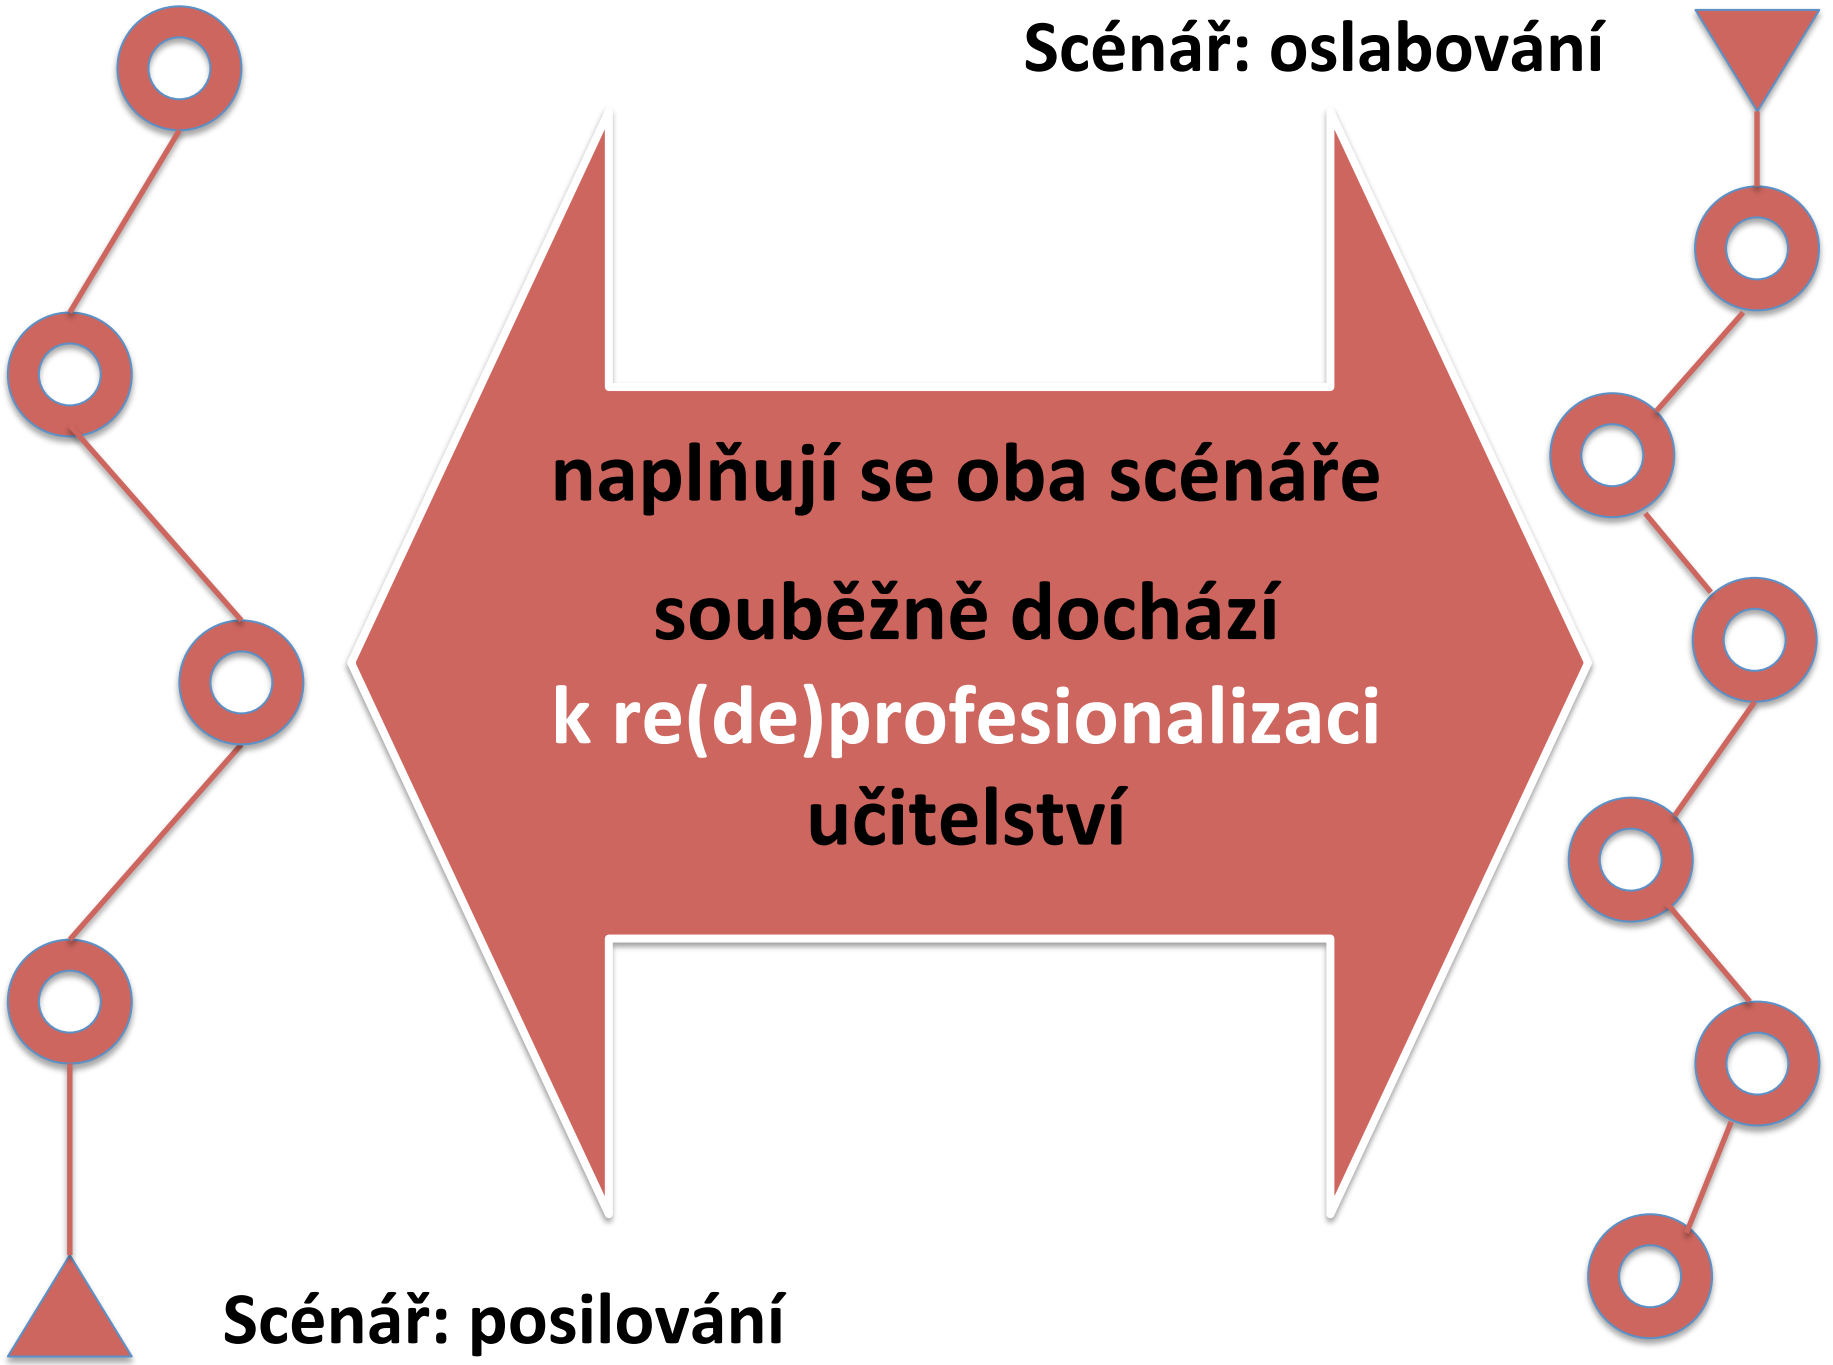 Scénář: oslabování
naplňují se oba scénáře
souběžně dochází
k re(de)profesionalizaci
učitelství
Scénář: posilování